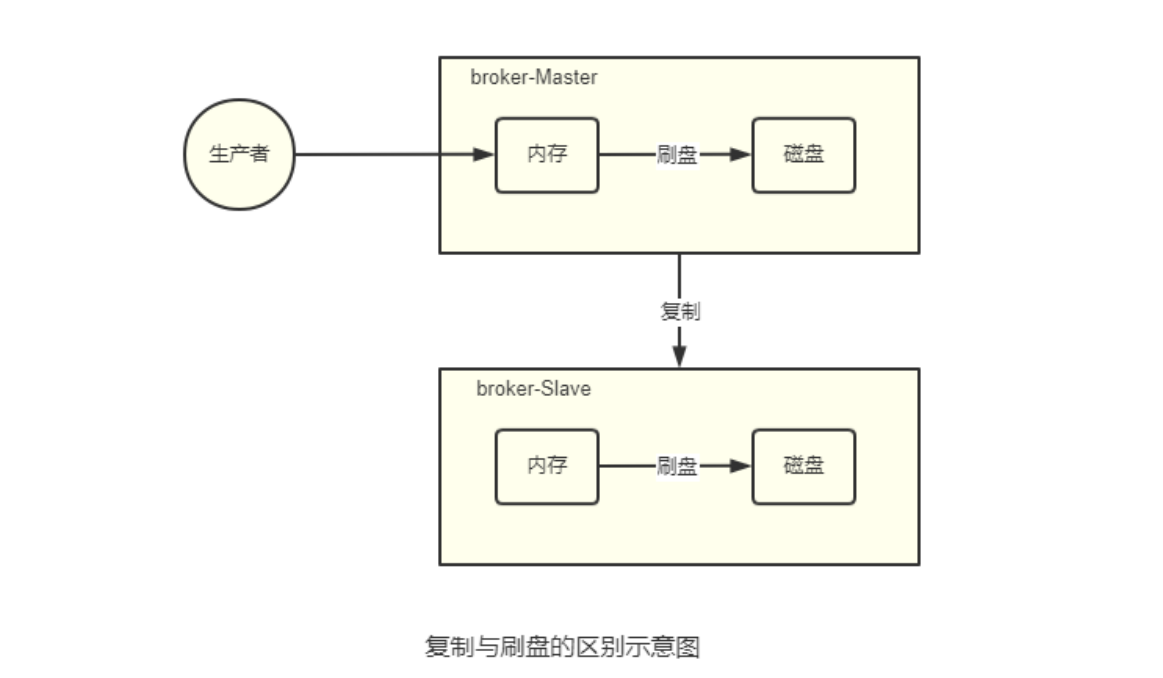 broker-Master
生产者
内存
刷盘
磁盘
复制
broker-Slave
内存
刷盘
磁盘
复制与刷盘的区别示意图